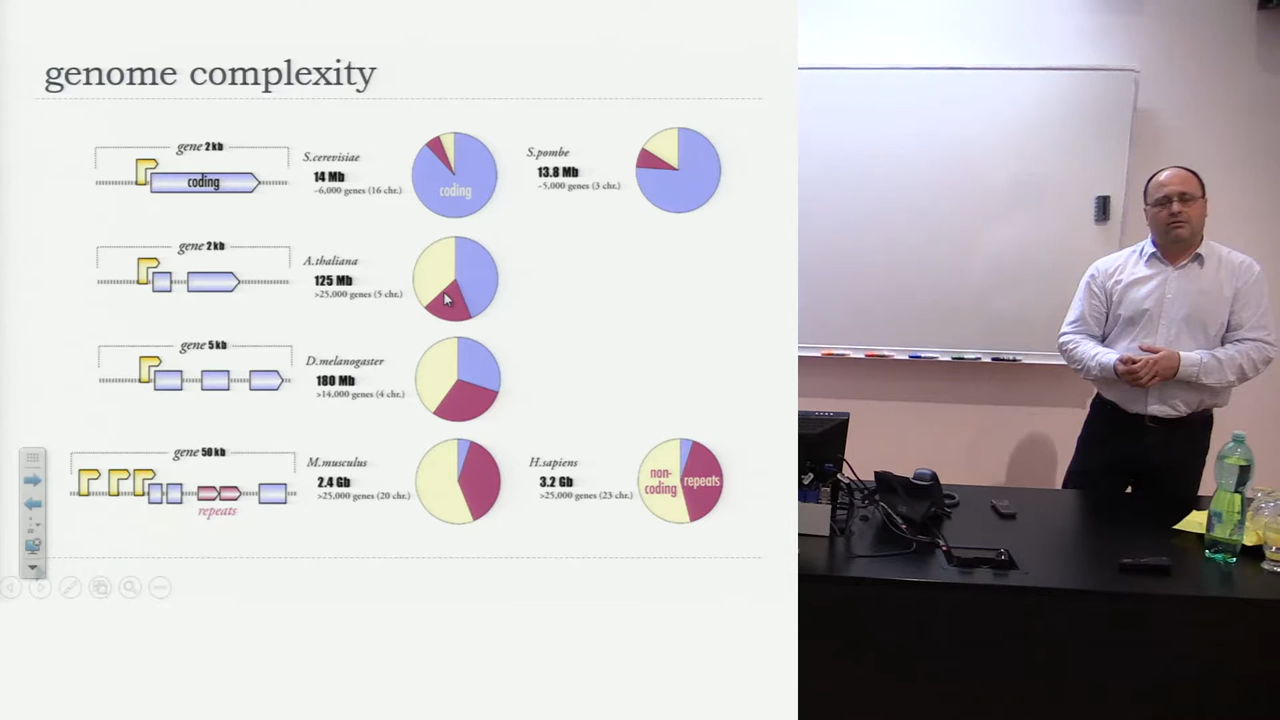 genome complexity
gene 2 kb
coding
S.cerevisiae
14 Mb
~6,000 genes (16 chr.)
coding
S.pombe
13.8 Mb
~5,000 genes (3 chr.)
gene 2 kb
A.thaliana
125 Mb
>25,000 genes (5 chr.)
gene 5 kb
D.melanogaster
180 Mb
>14,000 genes (4 chr.)
gene 50 kb
repeats
M.musculus
2.4 Gb
>25,000 genes (20 chr.)
H.sapiens
3.2 Gb
>25,000 genes (23 chr.)
non-
coding
repeats